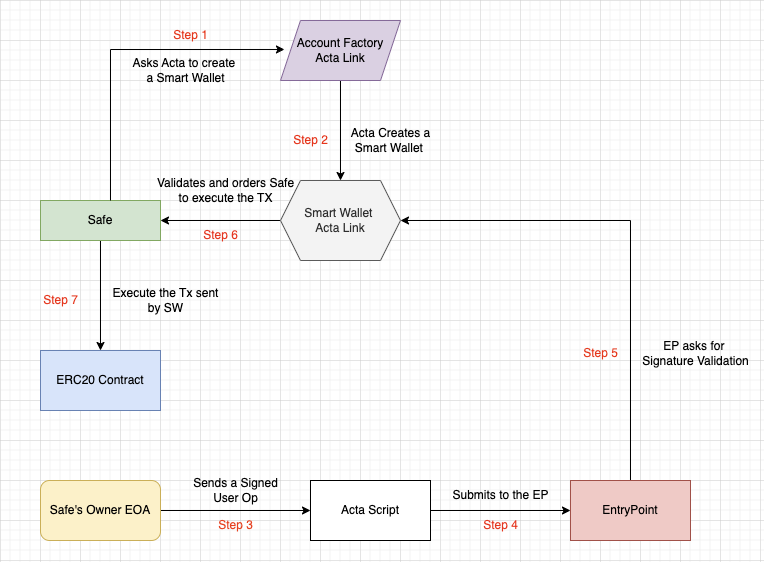 Step 1
Account Factory
Acta Link
Asks Acta to create
a Smart Wallet
Step 2
Acta Creates a
Smart Wallet
Validates and orders Safe
to execute the TX
Safe
Smart Wallet
Acta Link
Step 6
Step 7
Execute the Tx sent
by SW
Step 5
EP asks for
Signature Validation
ERC20 Contract
Sends a Signed
User Op
Submits to the EP
Safe's Owner EOA
Acta Script
EntryPoint
Step 3
Step 4